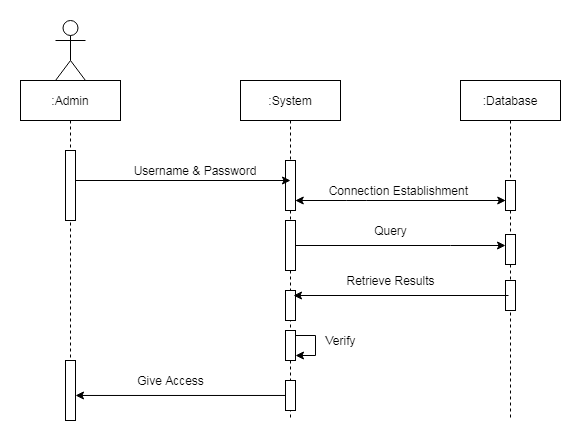 :Admin
:System
:Database
Username & Password
Connection Establishment
Query
Retrieve Results
Verify
Give Access